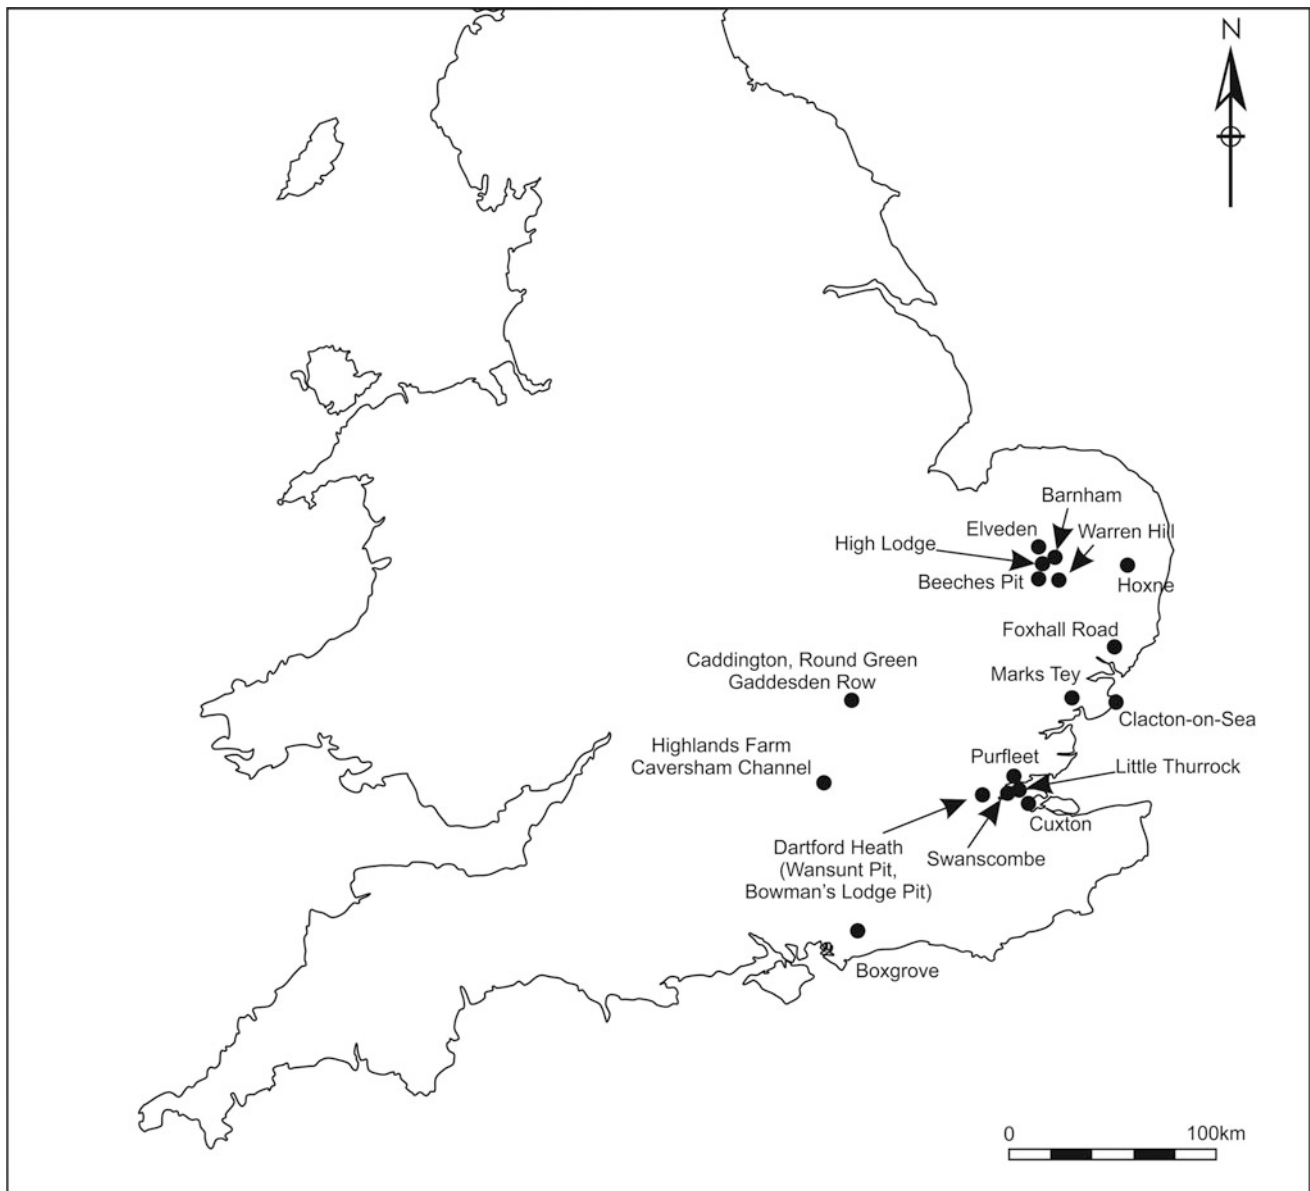 N
Barnham
Elveden
Warren Hill
High Lodge
Beeches Pit
Hoxne
Foxhall Road
Caddington, Round Green
Gaddesden Row
Marks Tey
Clacton-on-Sea
Highlands Farm
Caversham Channel
Purfleet
Little Thurrock
Cuxton
Dartford Heath
(Wansunt Pit,
Bowman's Lodge Pit)
Swanscombe
Boxgrove
0 100km